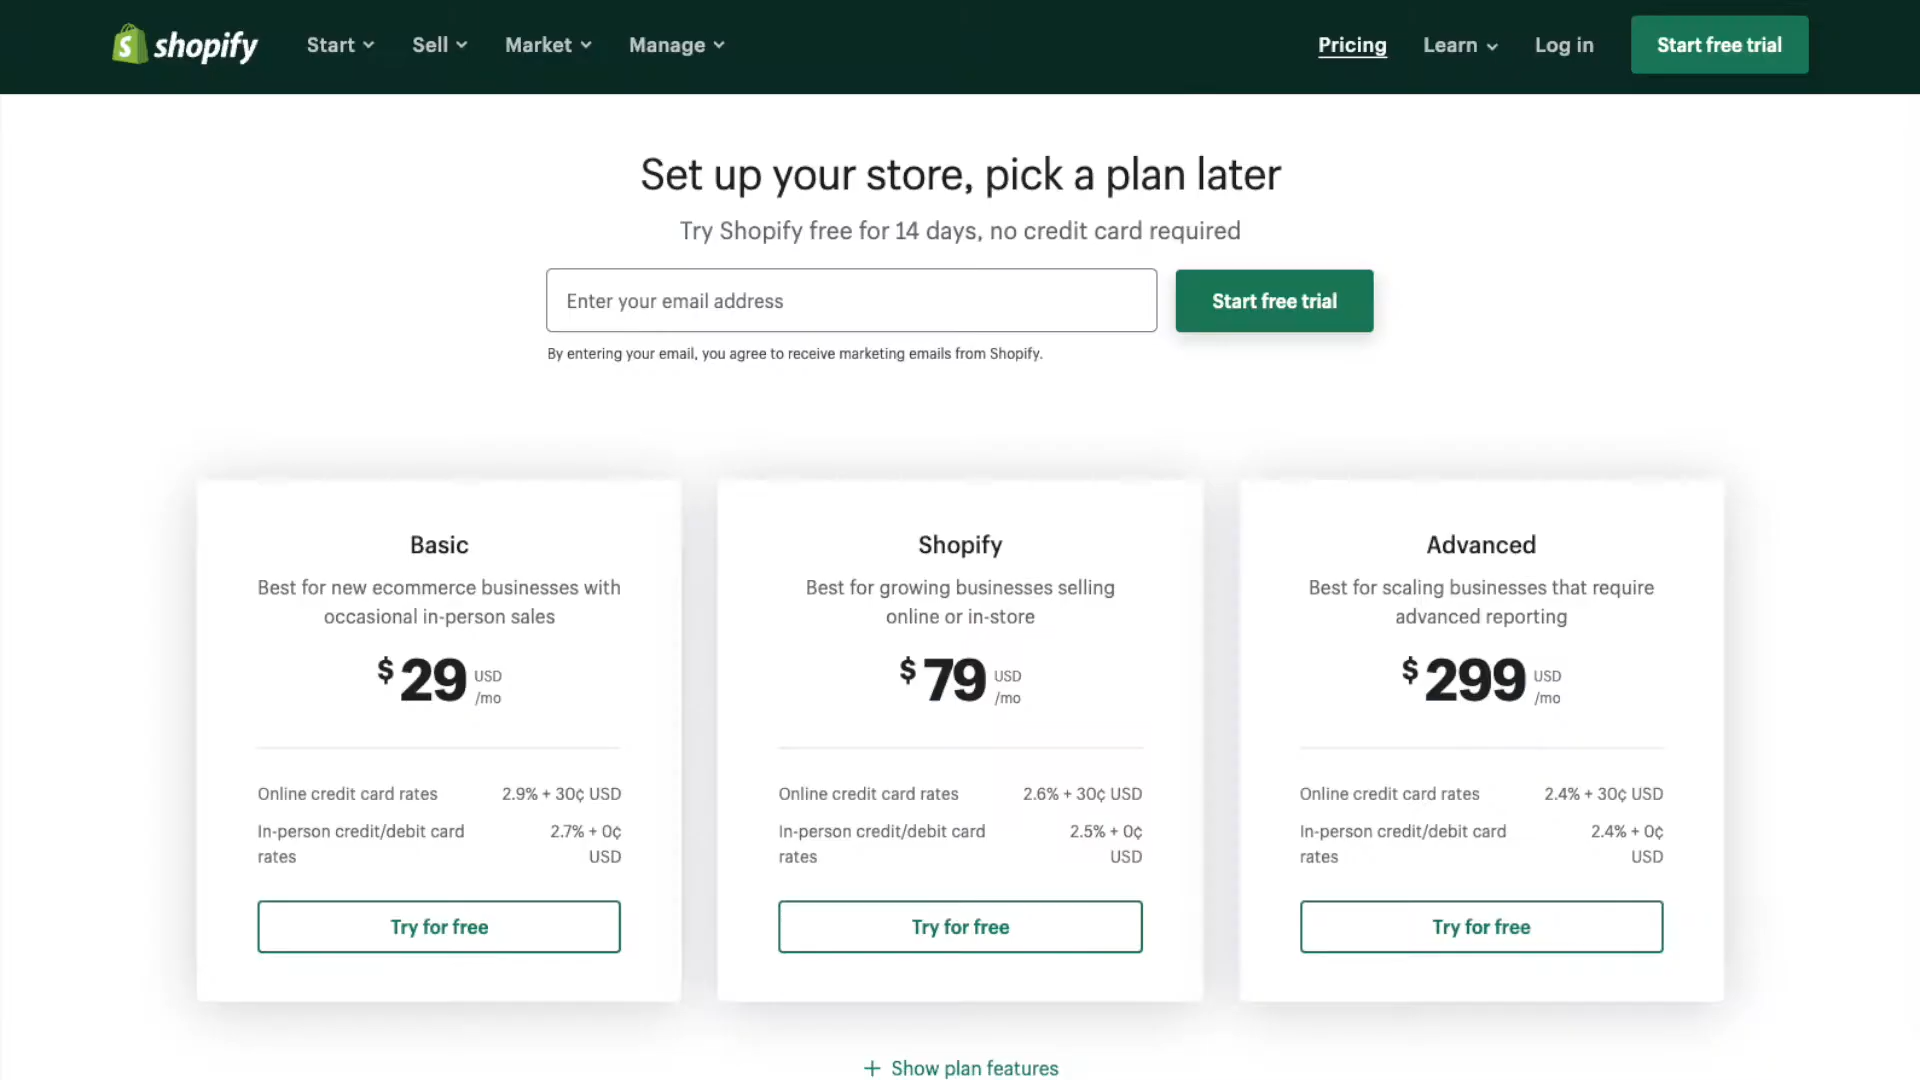 shopify Start Sell Market Manage Pricing Learn Log in Start free trial
Set up your store, pick a plan later
Try Shopify free for 14 days, no credit card required
Enter your email address Start free trial
By entering your email, you agree to receive marketing emails from Shopify.
Basic
Best for new ecommerce businesses with
occasional in-person sales
$29 USD
/mo
Online credit card rates 2.9% + 30¢ USD
In-person credit/debit card 2.7% + 0¢
rates USD
Try for free
Shopify
Best for growing businesses selling
online or in-store
$79 USD
/mo
Online credit card rates 2.6% + 30¢ USD
In-person credit/debit card 2.5% + 0¢
rates USD
Try for free
Advanced
Best for scaling businesses that require
advanced reporting
$299 USD
/mo
Online credit card rates 2.4% + 30¢ USD
In-person credit/debit card 2.4% + 0¢
rates USD
Try for free
+ Show plan features